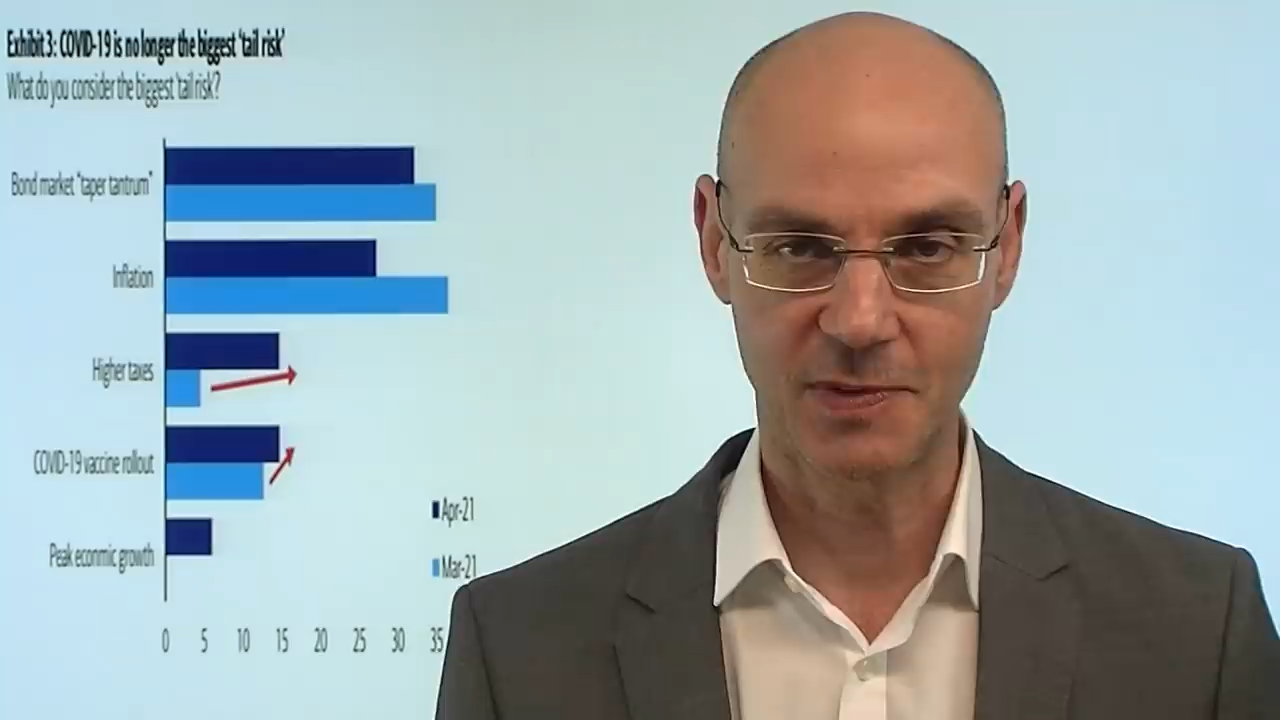 Exhibit 3: COVID-19 is no longer the biggest 'tail risk'
What do you consider the biggest 'tail risk'?
Bond market "taper tantrum"
Inflation
Higher taxes
COVID-19 vaccine rollout
Peak econmic growth
Apr-21
Mar-21
0 5 10 15 20 25 30 35